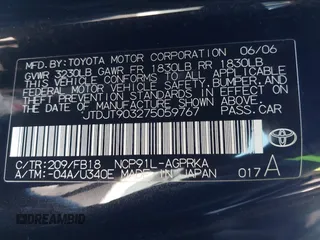 MFD.BY:TOYOTA MOTOR CORPORATION 06/06
GVWR 3230LB GAWR FR 1830LB RR 1830LB
THIS VEHICLE CONFORMS TO ALL APPLICABLE
FEDERAL MOTOR VEHICLE SAFETY, BUMPER, AND
THEFT PREVENTION STANDARDS IN EFFECT ON
THE DATE OF MANUFACTURE SHOWN ABOVE.
JTDJT903275059767 PASS.CAR
TOYOTA
C/TR:209/FB18 NCP91L-AGPRKA
A/TM:-04A/U340E MADE IN JAPAN 017A
DREAMBID